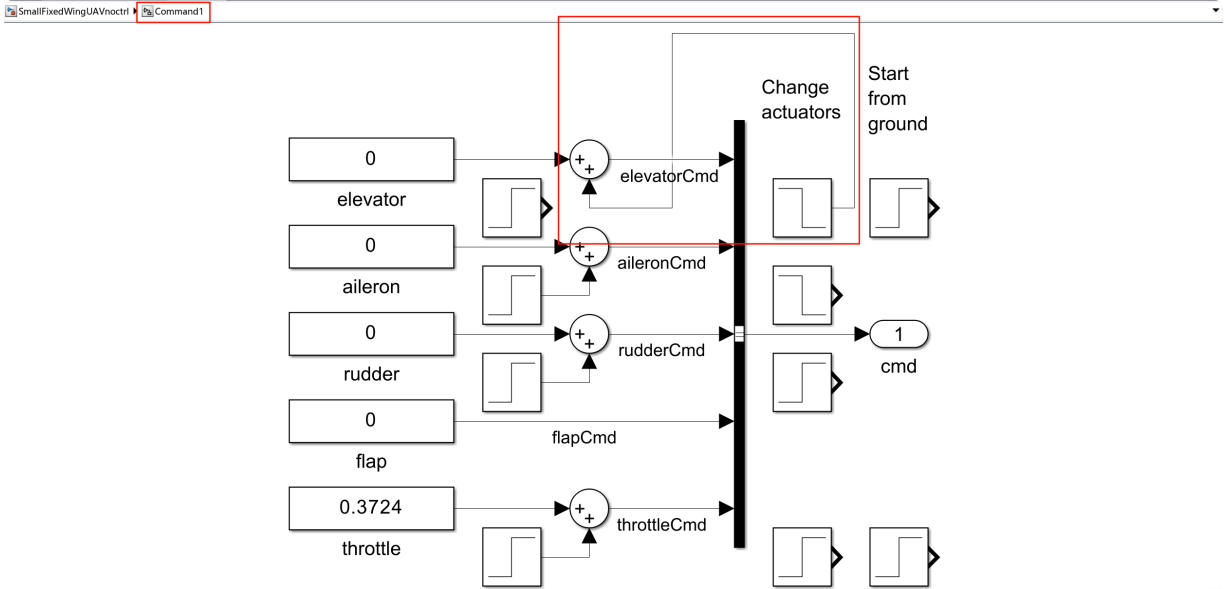 SmallFixedWingUAVnoctrl Command1
Change
actuators
Start
from
ground
0
elevator
+
+
elevatorCmd
0
aileron
+
+
aileronCmd
0
rudder
+
+
rudderCmd
1
cmd
0
flap
flapCmd
0.3724
throttle
+
+
throttleCmd